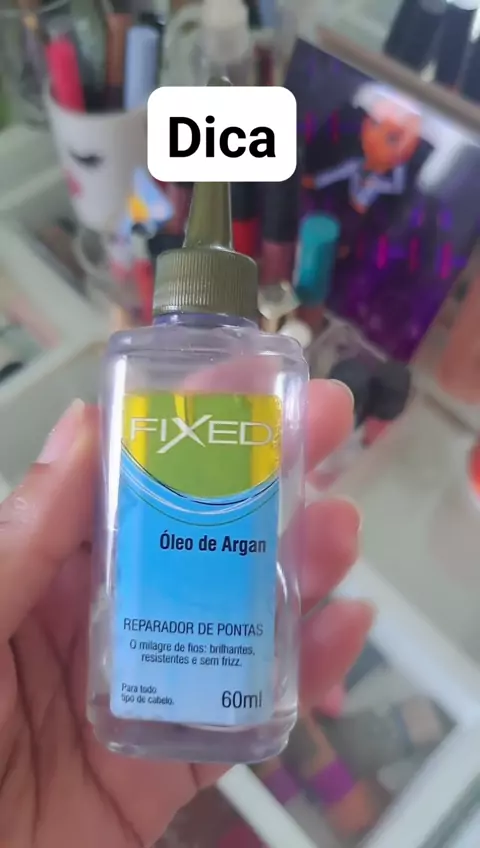 Dica
FIXED
Óleo de Argan
REPARADOR DE PONTAS
O milagre de fios: brilhantes,
resistentes e sem frizz.
Para tudo
tipo de cabelo.
60ml